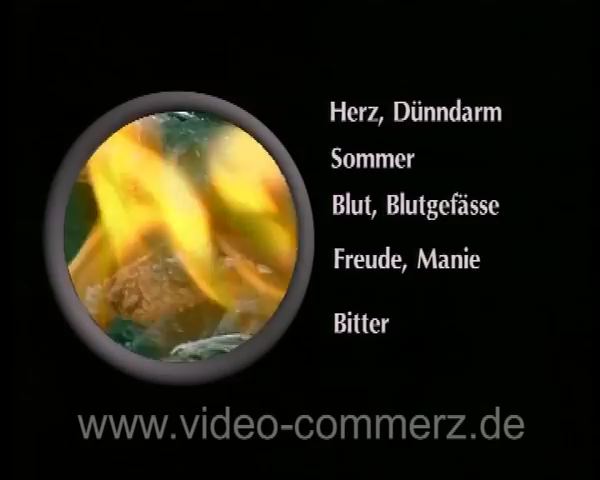 Herz, Dünndarm
Sommer
Blut, Blutgefässe
Freude, Manie
Bitter
www.video-commerz.de